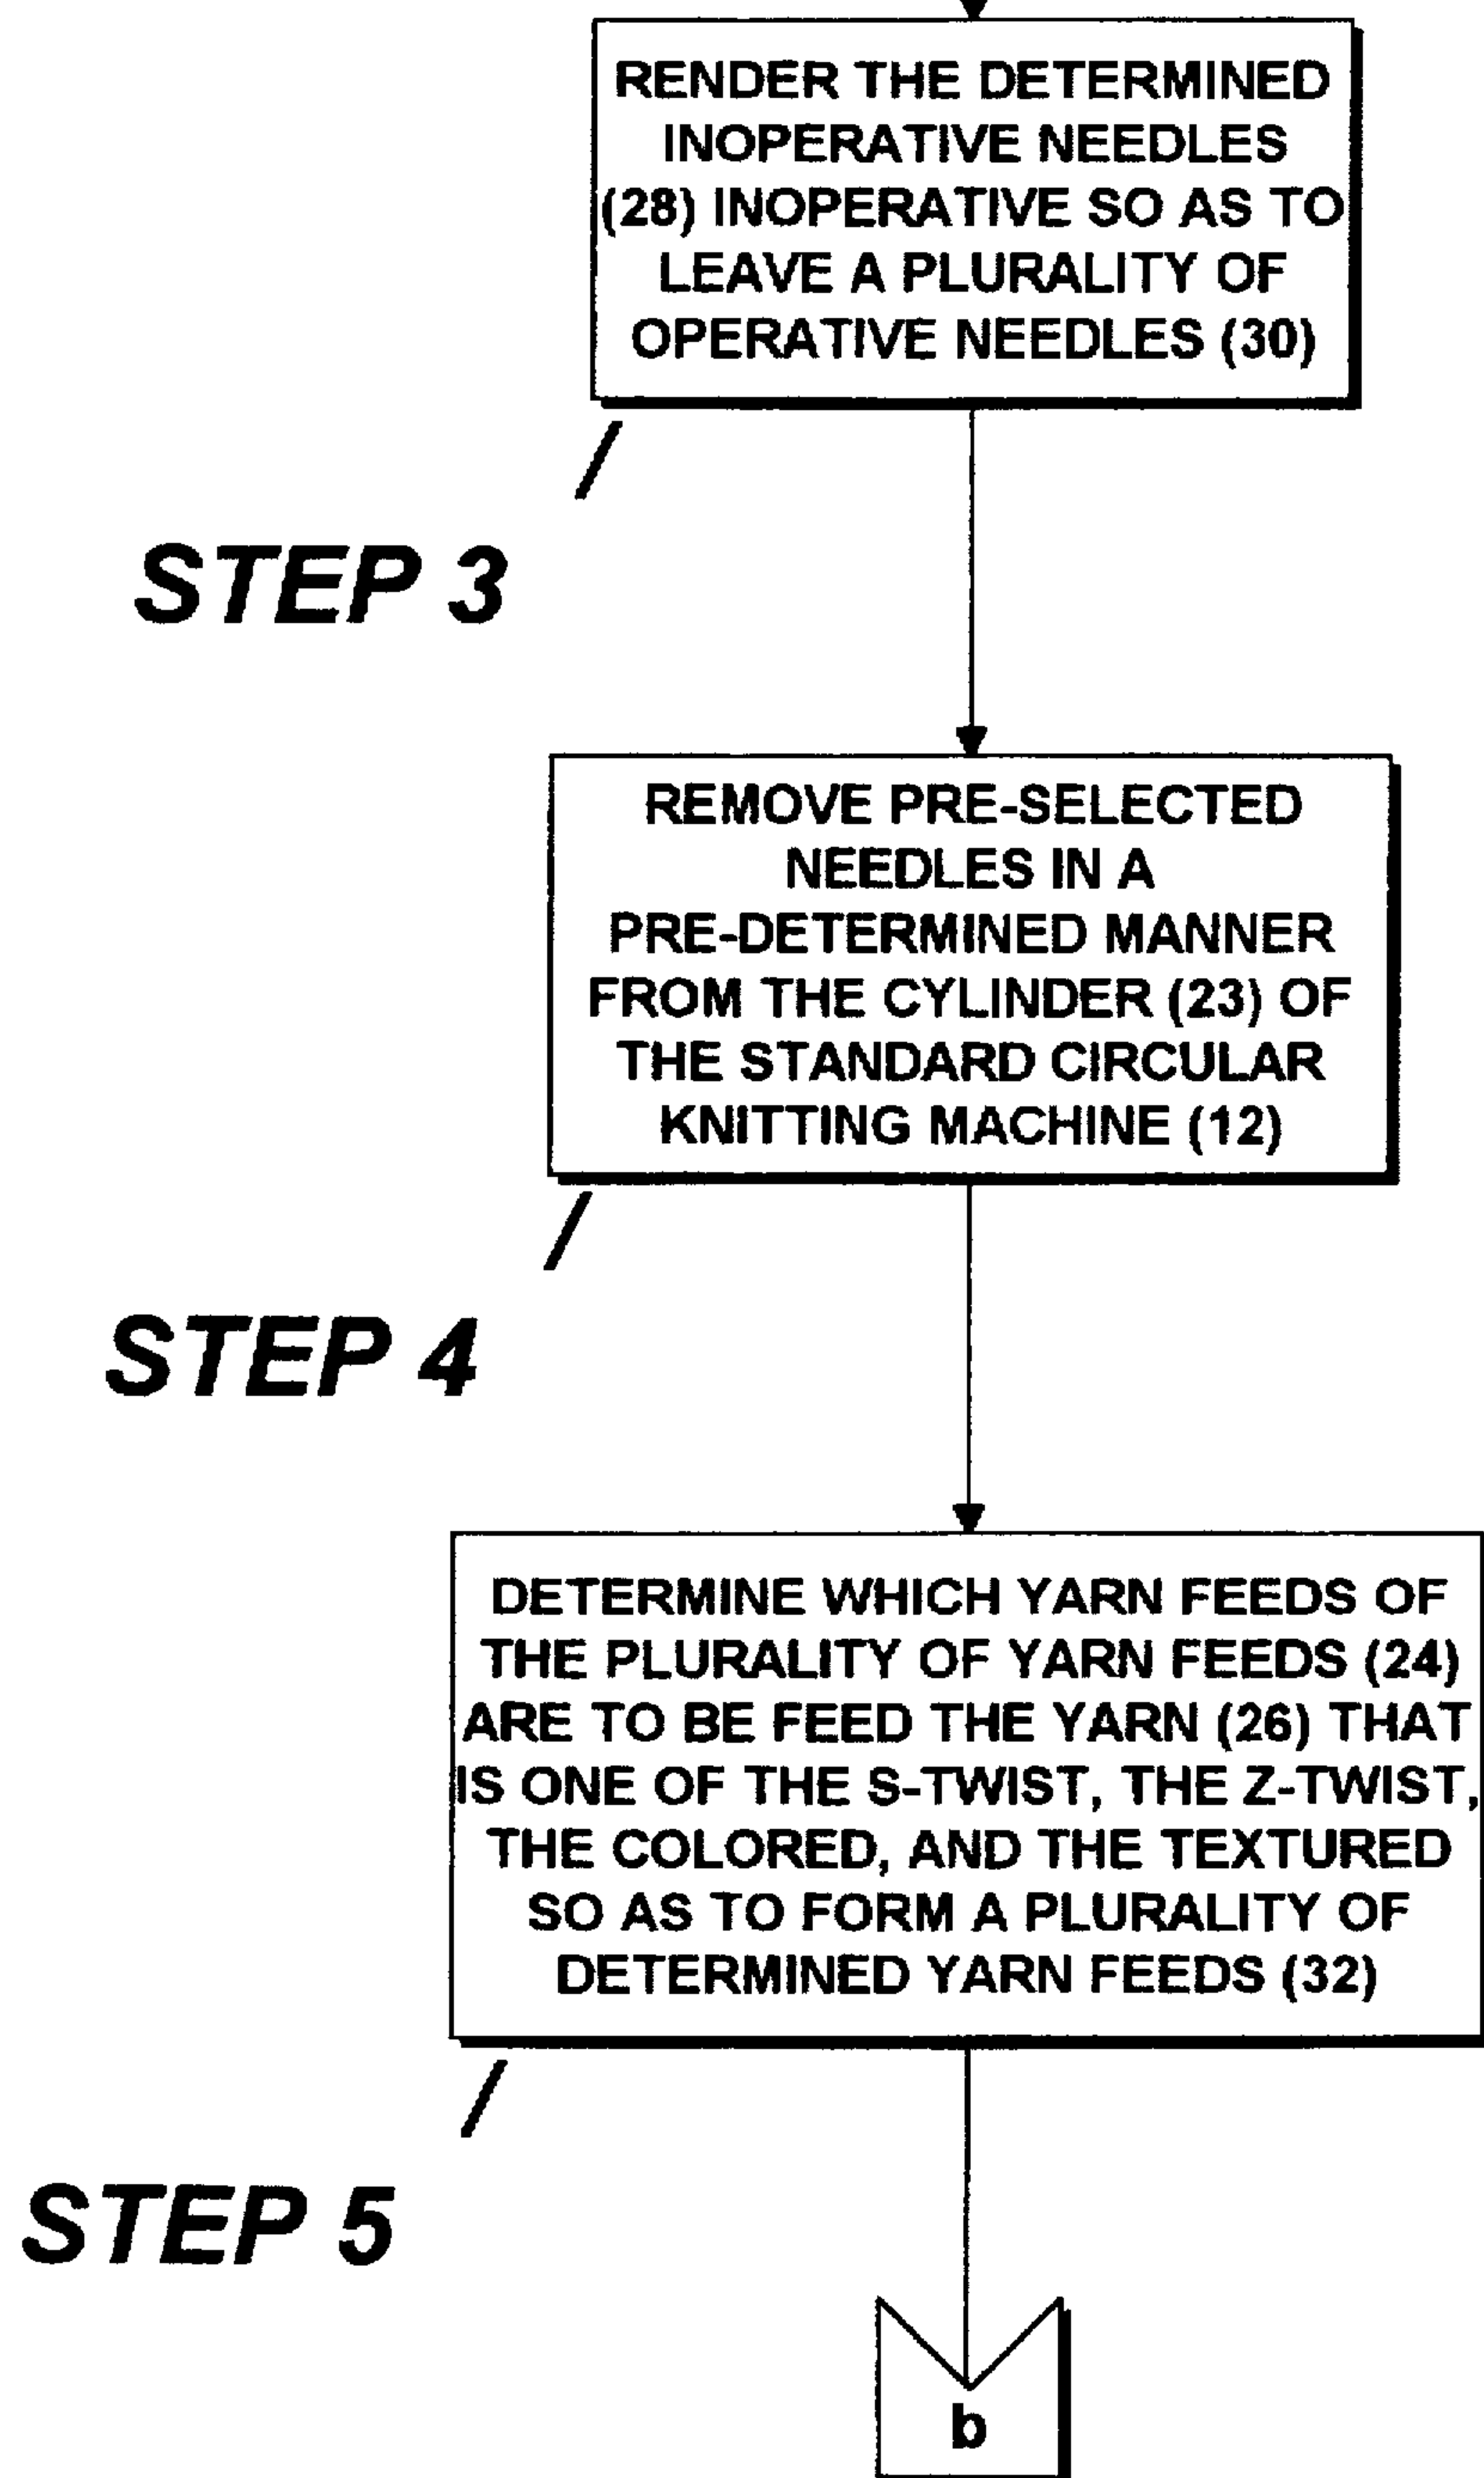 RENDER THE DETERMINED
INOPERATIVE NEEDLES
(28) INOPERATIVE SO AS TO
LEAVE A PLURALITY OF
OPERATIVE NEEDLES (30)
STEP 3
REMOVE PRE-SELECTED
NEEDLES IN A
PRE-DETERMINED MANNER
FROM THE CYLINDER (23) OF
THE STANDARD CIRCULAR
KNITTING MACHINE (12)
STEP 4
DETERMINE WHICH YARN FEEDS OF
THE PLURALITY OF YARN FEEDS (24)
ARE TO BE FEED THE YARN (26) THAT
IS ONE OF THE S-TWIST, THE Z-TWIST,
THE COLORED, AND THE TEXTURED
SO AS TO FORM A PLURALITY OF
DETERMINED YARN FEEDS (32)
STEP 5
b